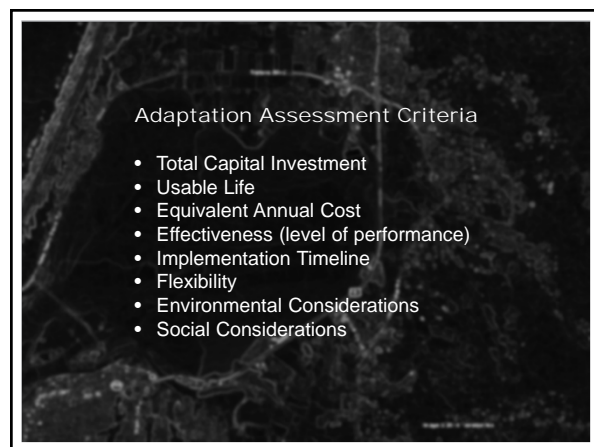 Adaptation Assessment Criteria
• Total Capital Investment
• Usable Life
• Equivalent Annual Cost
• Effectiveness (level of performance)
• Implementation Timeline
• Flexibility
• Environmental Considerations
• Social Considerations